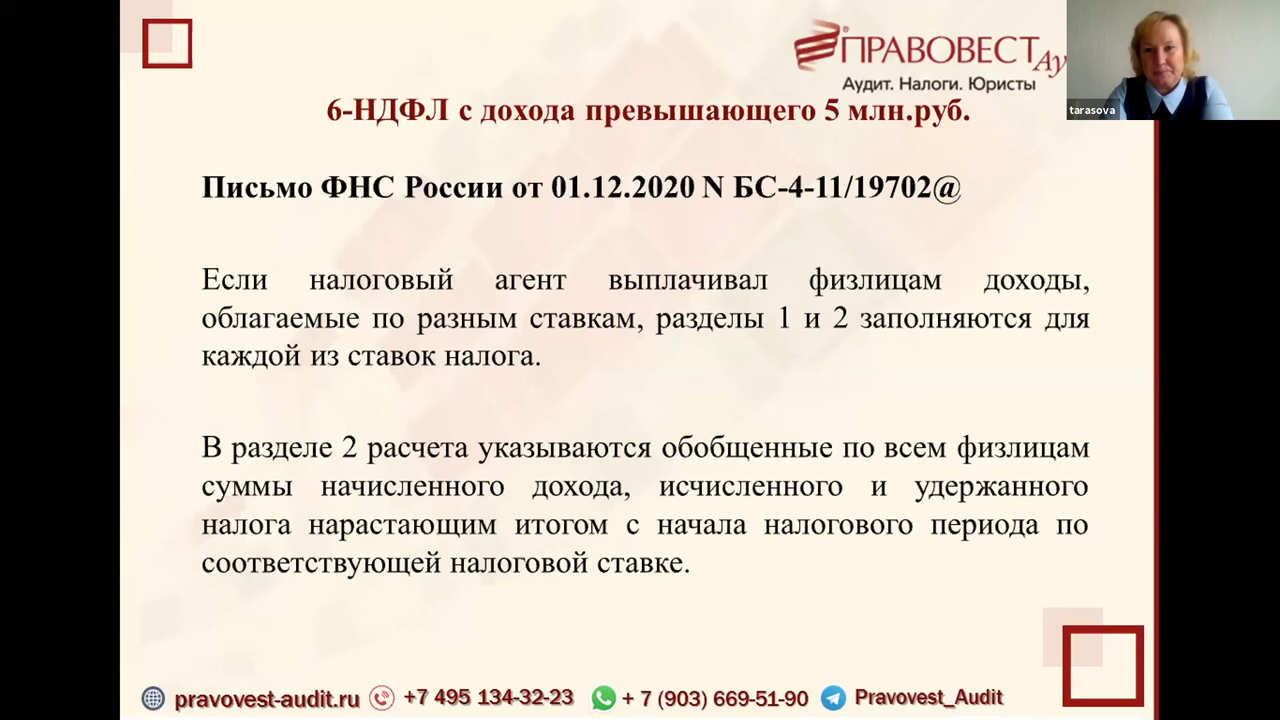 ПРАВОВЕСТ Ау
Аудит. Налоги. Юристы
tarasova
6-НДФЛ с дохода превышающего 5 млн.руб.
Письмо ФНС России от 01.12.2020 N БС-4-11/19702@
Если налоговый агент выплачивал физлицам доходы,
облагаемые по разным ставкам, разделы 1 и 2 заполняются для
каждой из ставок налога.
В разделе 2 расчета указываются обобщенные по всем физлицам
суммы начисленного дохода, исчисленного и удержанного
налога нарастающим итогом с начала налогового периода по
соответствующей налоговой ставке.
pravovest-audit.ru +7 495 134-32-23 + 7 (903) 669-51-90 Pravovest_Audit